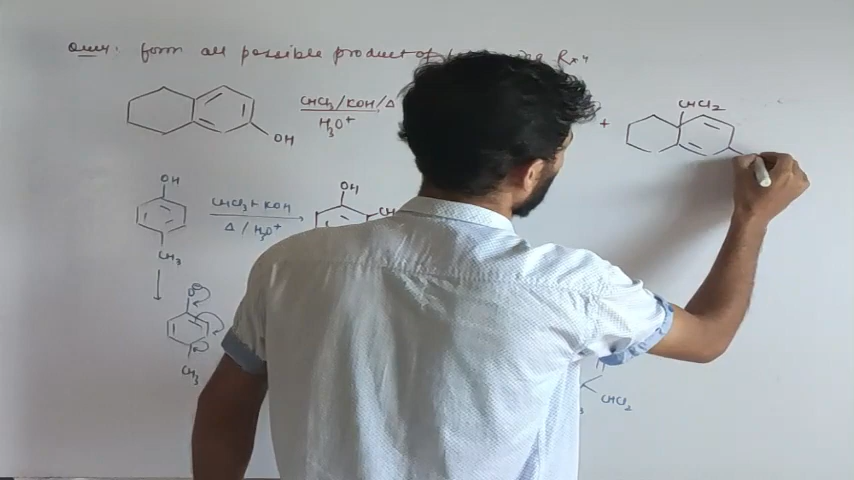 Ques: form all possible product of Rxn
CHCl2
CHCl3/KOH/Δ
+
H3O+
OH
OH
OH
CHCl3+KOH
Δ/H3O+
CH3
CH3
CHCl2